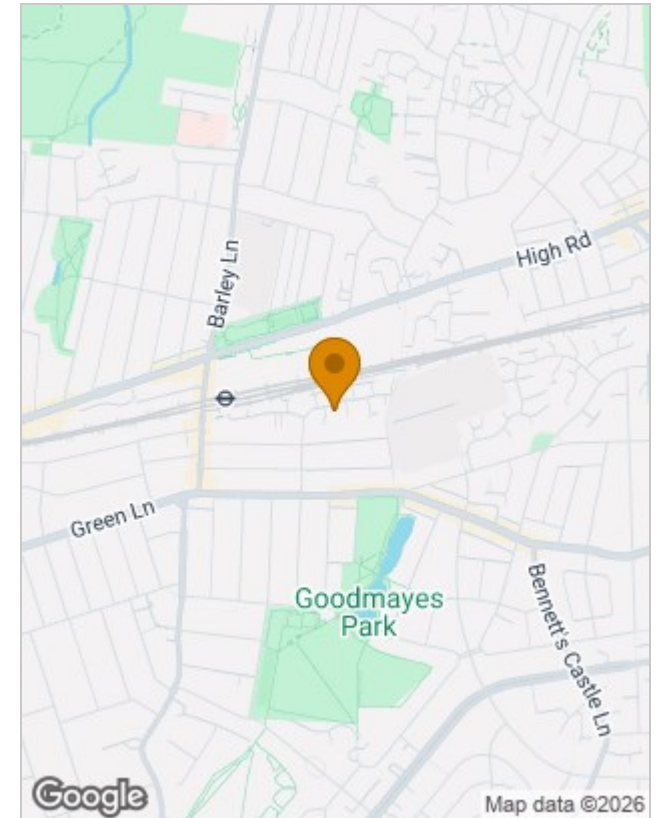 High Rd
Barley Ln
Green Ln
Goodmayes
Park
Bennett's Castle Ln
Google
Map data ©2026